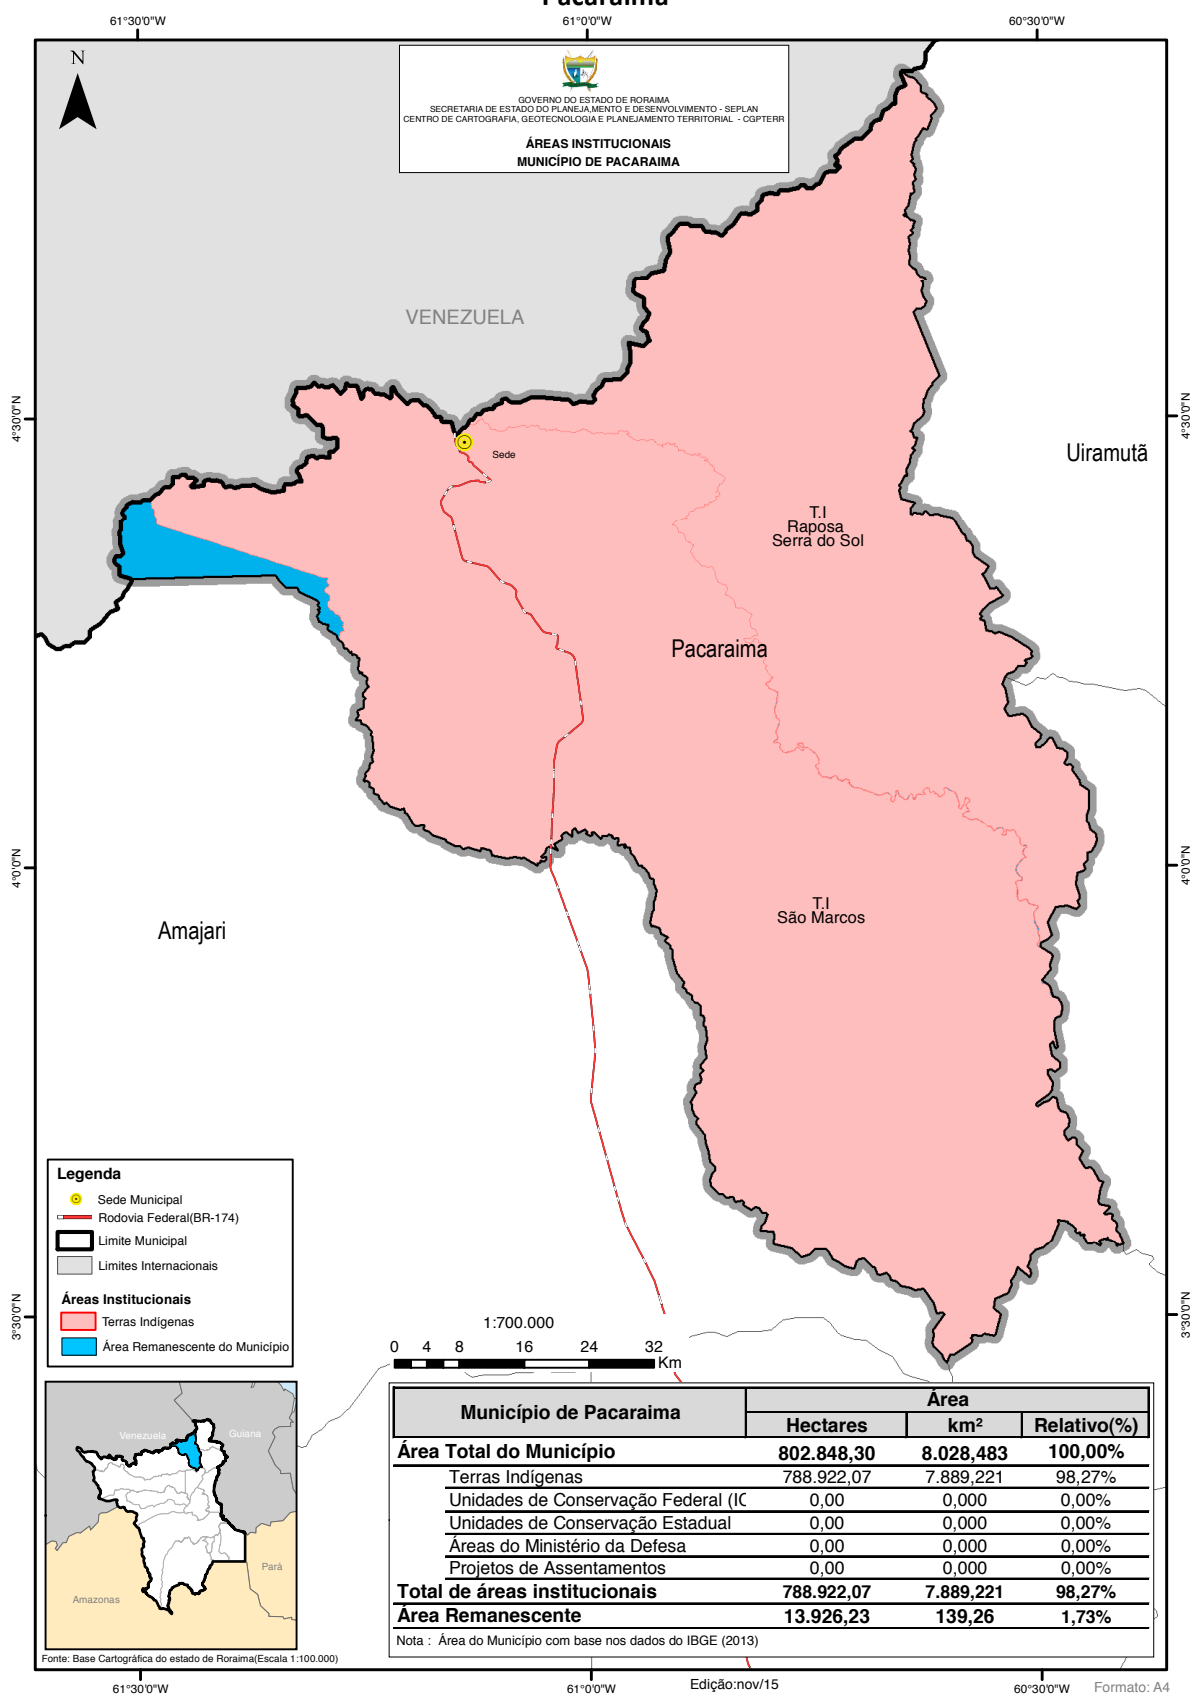 Pacaraima
61°30'0"W 61°0'0"W 60°30'0"W
N
GOVERNO DO ESTADO DE RORAIMA
SECRETARIA DE ESTADO DO PLANEJA,MENTO E DESENVOLVIMENTO - SEPLAN
CENTRO DE CARTOGRAFIA, GEOTECNOLOGIA E PLANEJAMENTO TERRITORIAL - CGPTERR
ÁREAS INSTITUCIONAIS
MUNICÍPIO DE PACARAIMA
VENEZUELA
4°30'0"N 4°30'0"N
Uiramutã
Sede
T.I
Raposa
Serra do Sol
Pacaraima
4°0'0"N 4°0'0"N
T.I
São Marcos
Amajari
Legenda
Sede Municipal
Rodovia Federal(BR-174)
Limite Municipal
Limites Internacionais
Áreas Institucionais
Terras Indígenas
Área Remanescente do Município
3°30'0"N 3°30'0"N
1:700.000
0 4 8 16 24 32
Km
Venezuela
Guiana
Pará
Amazonas
Município de Pacaraima Área
Hectares km² Relativo(%)
Área Total do Município 802.848,30 8.028,483 100,00%
Terras Indígenas 788.922,07 7.889,221 98,27%
Unidades de Conservação Federal (IC 0,00 0,000 0,00%
Unidades de Conservação Estadual 0,00 0,000 0,00%
Áreas do Ministério da Defesa 0,00 0,000 0,00%
Projetos de Assentamentos 0,00 0,000 0,00%
Total de áreas institucionais 788.922,07 7.889,221 98,27%
Área Remanescente 13.926,23 139,26 1,73%
Nota : Área do Município com base nos dados do IBGE (2013)
Fonte: Base Cartográfica do estado de Roraima(Escala 1:100.000)
61°30'0"W 61°0'0"W 60°30'0"W
Edição:nov/15
Formato: A4